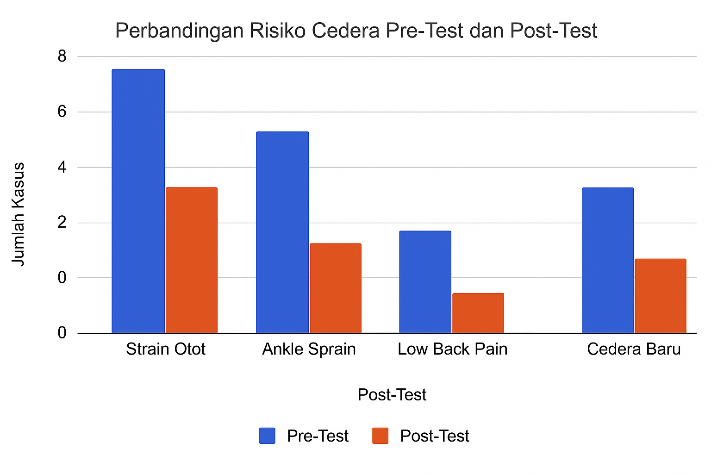 Perbandingan Risiko Cedera Pre-Test dan Post-Test
Jumlah Kasus
8
6
4
2
0
0
Strain Otot
Ankle Sprain
Low Back Pain
Cedera Baru
Post-Test
Pre-Test
Post-Test